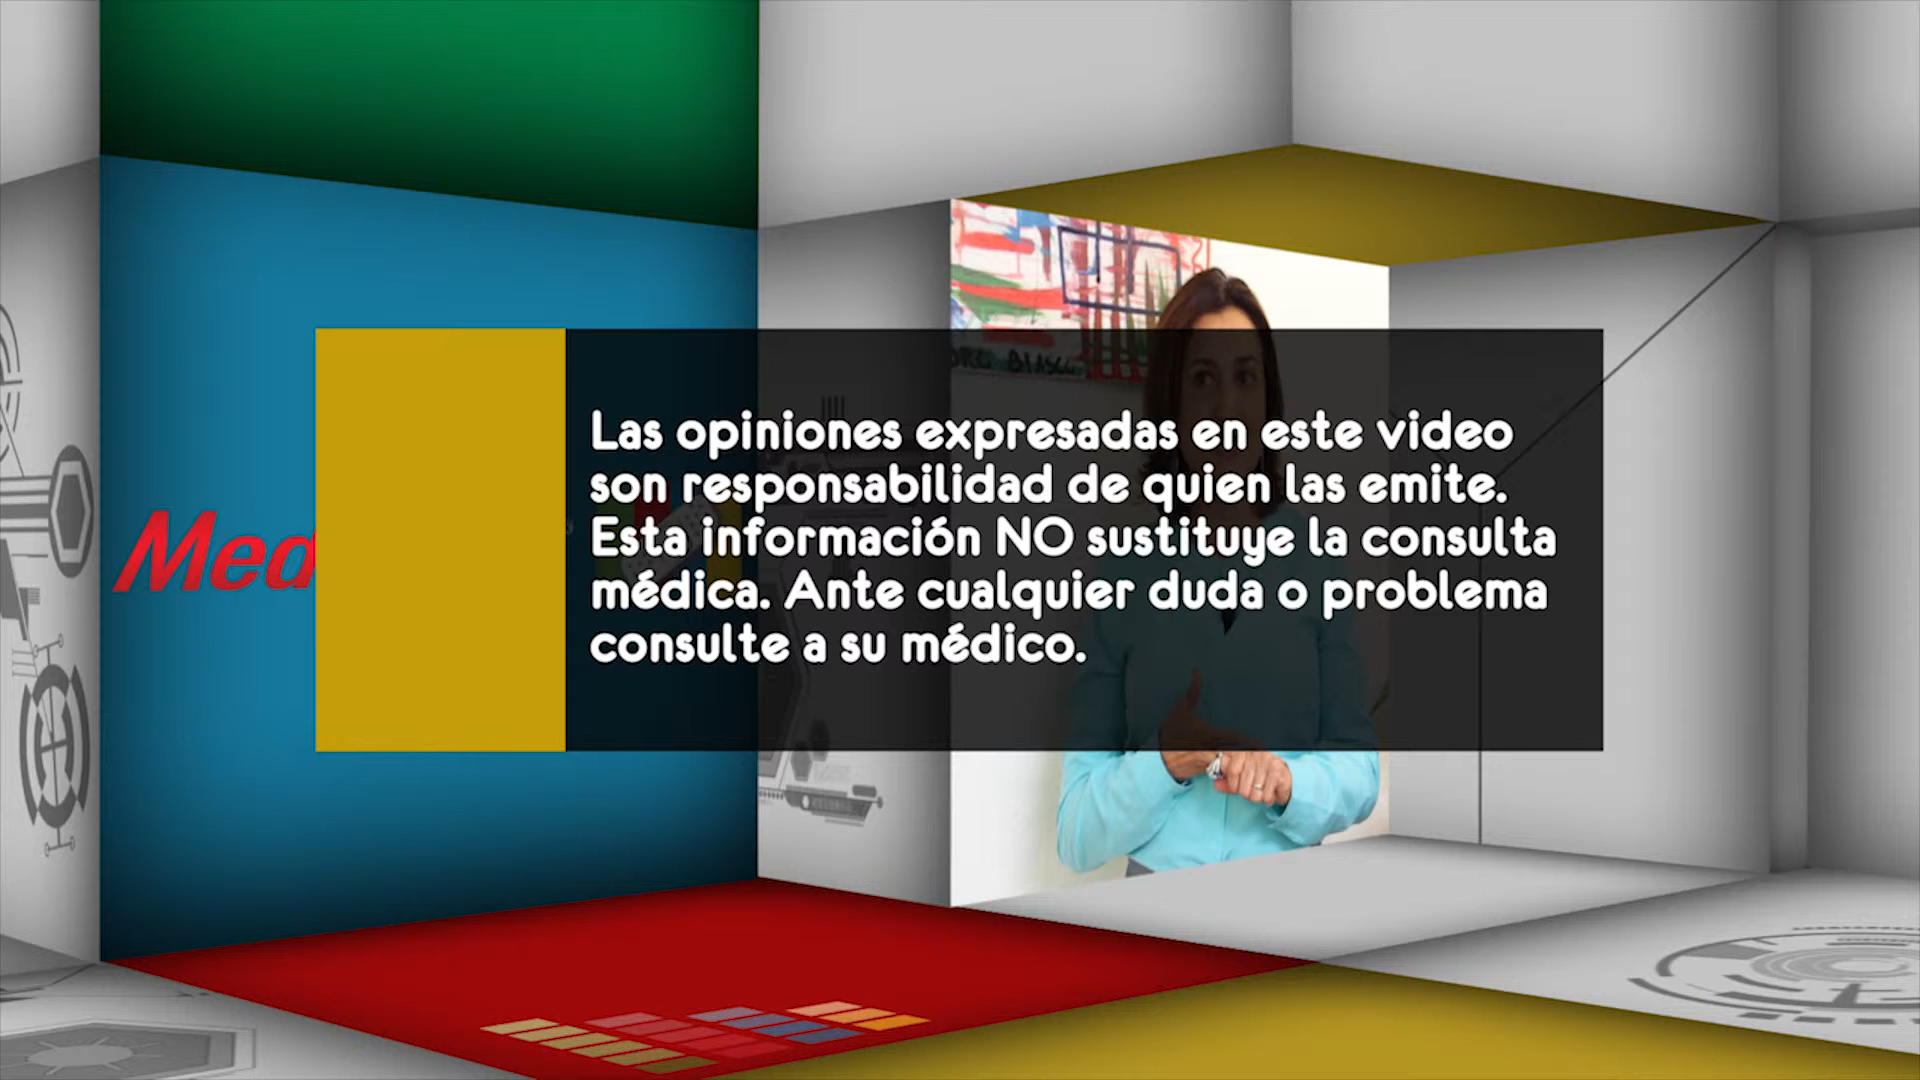 Med
Las opiniones expresadas en este video
son responsabilidad de quien las emite.
Esta información NO sustituye la consulta
médica. Ante cualquier duda o problema
consulte a su médico.